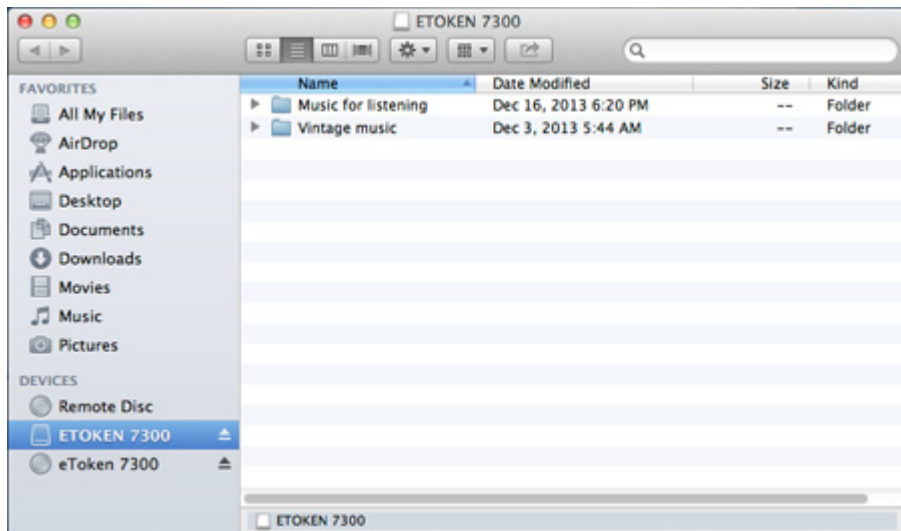 ETOKEN 7300
FAVORITES
All My Files
AirDrop
Applications
Desktop
Documents
Downloads
Movies
Music
Pictures
DEVICES
Remote Disc
ETOKEN 7300
eToken 7300
Name Date Modified Size Kind
Music for listening Dec 16, 2013 6:20 PM -- Folder
Vintage music Dec 3, 2013 5:44 AM -- Folder
ETOKEN 7300